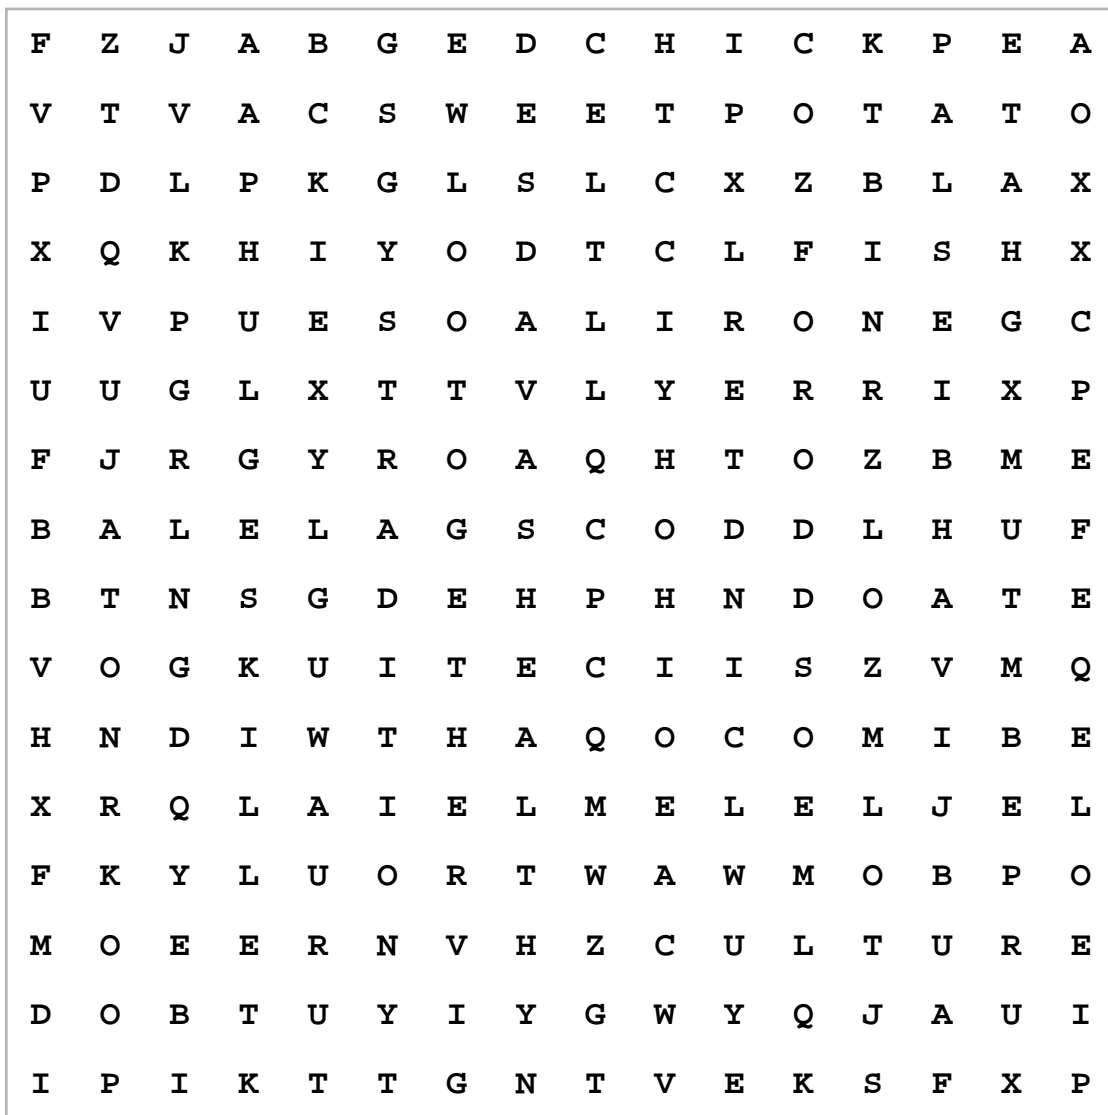 F Z J A B G E D C H I C K P E A
V T V A C S W E E T P O T A T O
P D L P K G L S L C X Z B L A X
X Q K H I Y O D T C L F I S H X
I V P U E S O A L I R O N E G C
U U G L X T T V L Y E R R I X P
F J R G Y R O A Q H T O Z B M E
B A L E L A G S C O D D L H U F
B T N S G D E H P H N D O A T E
V O G K U I T E C I I S Z V M Q
H N D I W T H A Q O C O M I B E
X R Q L A I E L M E L E L J E L
F K Y L U O R T W A W M O B P O
M O E E R N V H Z C U L T U R E
D O B T U Y I Y G W Y Q J A U I
I P I K T T G N T V E K S F X P